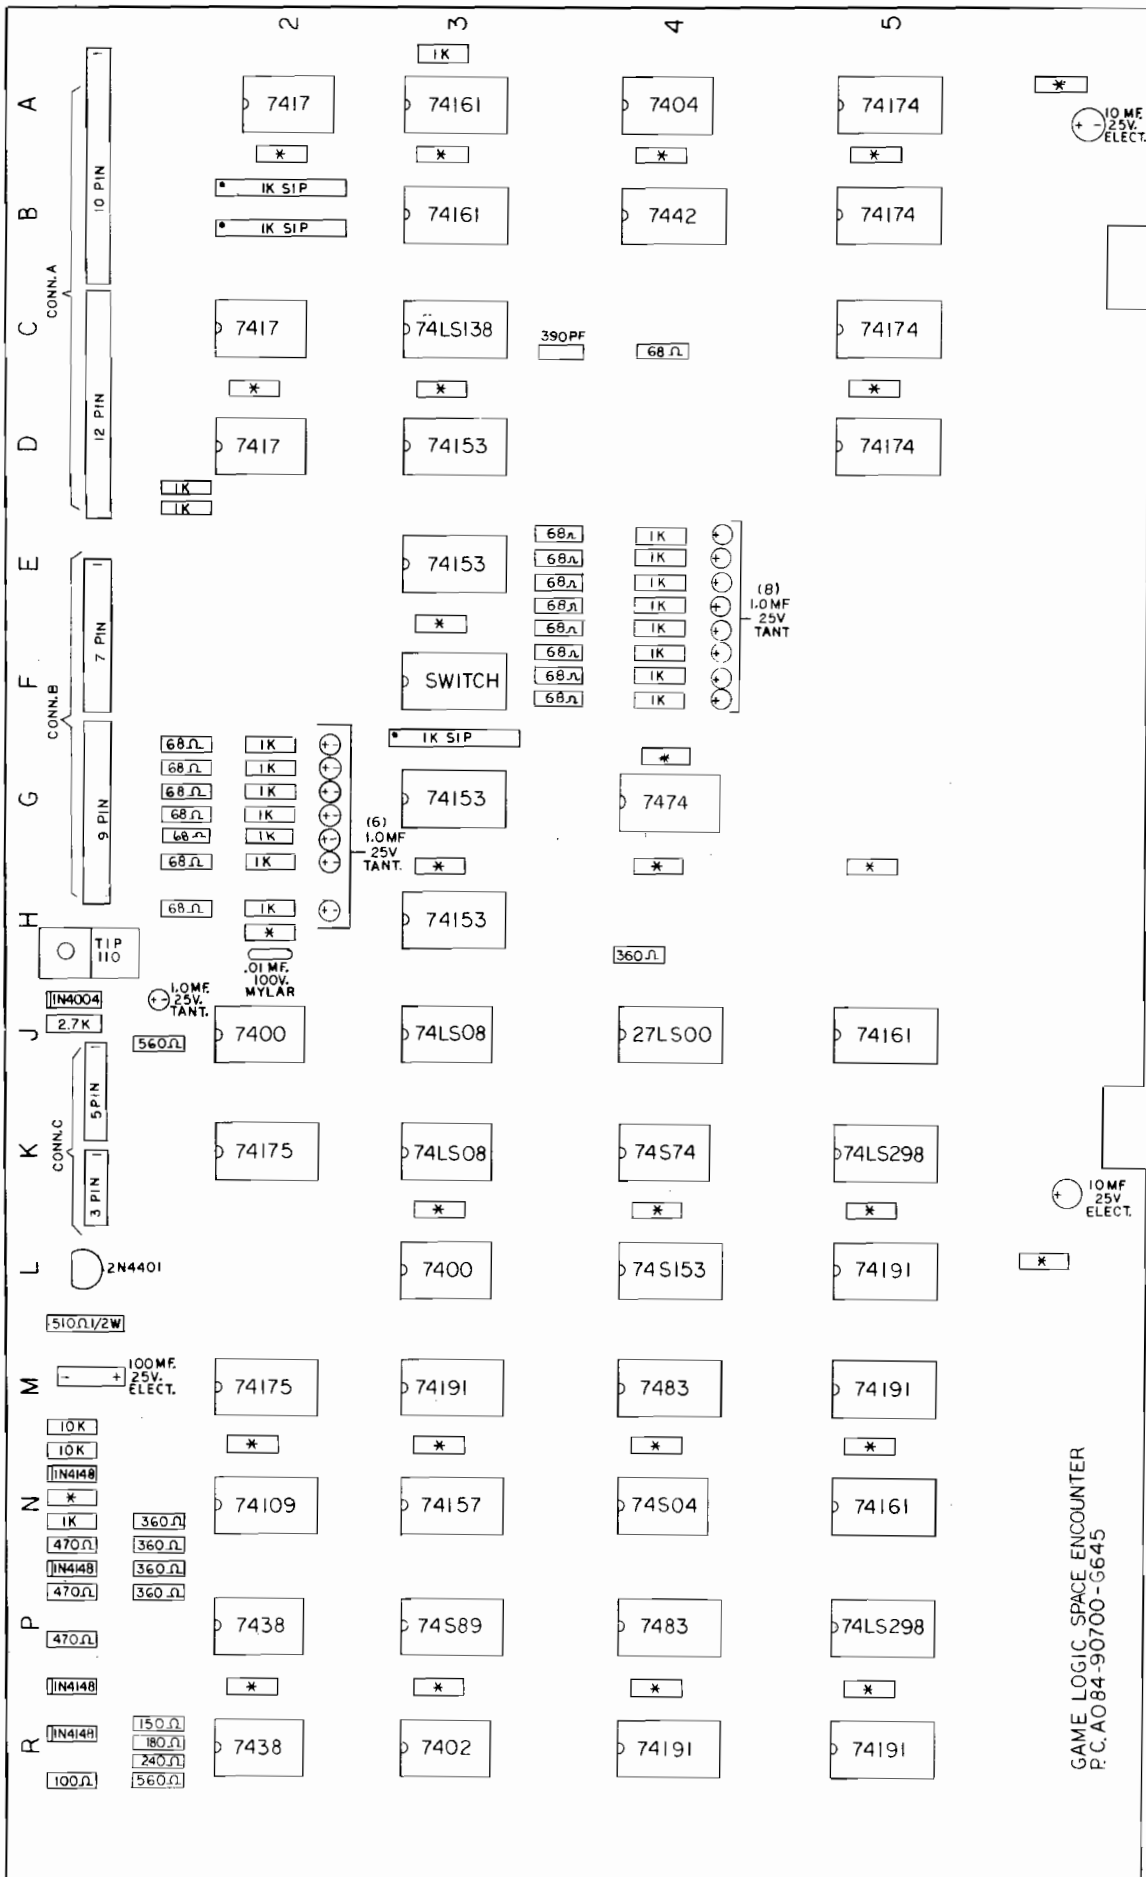 2 3 4 5
1K
A 1 7417 74161 7404 74174 *
10 MF. 25V. ELECT.
+ -
* * * *
10 PIN
B 1K SIP 74161 7442 74174
1K SIP
CONN. A
C 7417 74LS138 390PF 68Ω 74174
* * *
12 PIN
D 7417 74153 74174
1K
1K
68Ω 1K +
E 1 74153 68Ω 1K +
68Ω 1K +
68Ω 1K +
(8) 1.0MF 25V TANT
7 PIN
* 68Ω 1K +
68Ω 1K +
F SWITCH 68Ω 1K +
68Ω 1K +
CONN.B
68Ω 1K + - 1K SIP
68Ω 1K + - *
G 68Ω 1K + - 74153 7474
9 PIN
68Ω 1K + -
68Ω 1K + -
68Ω 1K + - * * *
(6) 1.0MF 25V TANT.
H 68Ω 1K + - 74153
*
TIP 110
.01 MF. 100V. MYLAR
360Ω
1N4004
+ - 1.0MF. 25V. TANT.
J 2.7K 7400 74LS08 27LS00 74161
560Ω
1 5PIN
CONN.C
K 74175 74LS08 74S74 74LS298
1 3 PIN
* * *
+ 10MF 25V ELECT.
L 2N4401 7400 74S153 74191 *
510Ω1/2W
100MF. 25V. ELECT.
M - + 74175 74191 7483 74191
10K
10K * * * *
1N4148
N * 74109 74157 74S04 74161
1K 360Ω
470Ω 360Ω
1N4148 360Ω
470Ω 360Ω
P 470Ω 7438 74S89 7483 74LS298
1N4148 * * * *
R 1N4148 150Ω 7438 7402 74191 74191
180Ω
240Ω
100Ω 560Ω
GAME LOGIC SPACE ENCOUNTER
P.C.A084-90700-G645